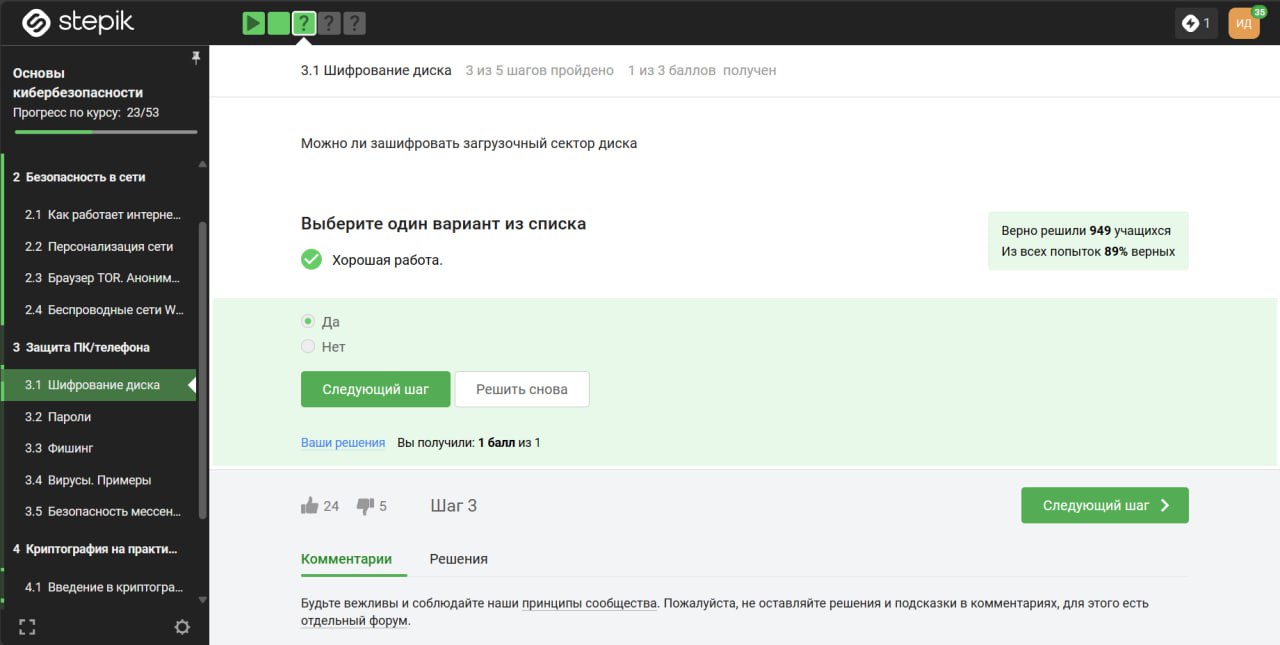 stepik
?
?
?
1
ИД
35
Основы
кибербезопасности
Прогресс по курсу: 23/53
2 Безопасность в сети
2.1 Как работает интерне...
2.2 Персонализация сети
2.3 Браузер TOR. Аноним...
2.4 Беспроводные сети W...
3 Защита ПК/телефона
3.1 Шифрование диска
3.2 Пароли
3.3 Фишинг
3.4 Вирусы. Примеры
3.5 Безопасность мессен...
4 Криптография на практи...
4.1 Введение в криптогра...
3.1 Шифрование диска 3 из 5 шагов пройдено 1 из 3 баллов получен
Можно ли зашифровать загрузочный сектор диска
Выберите один вариант из списка
Хорошая работа.
Верно решили 949 учащихся
Из всех попыток 89% верных
Да
Нет
Следующий шаг
Решить снова
Ваши решения Вы получили: 1 балл из 1
24 5 Шаг 3
Следующий шаг
Комментарии Решения
Будьте вежливы и соблюдайте наши принципы сообщества. Пожалуйста, не оставляйте решения и подсказки в комментариях, для этого есть
отдельный форум.